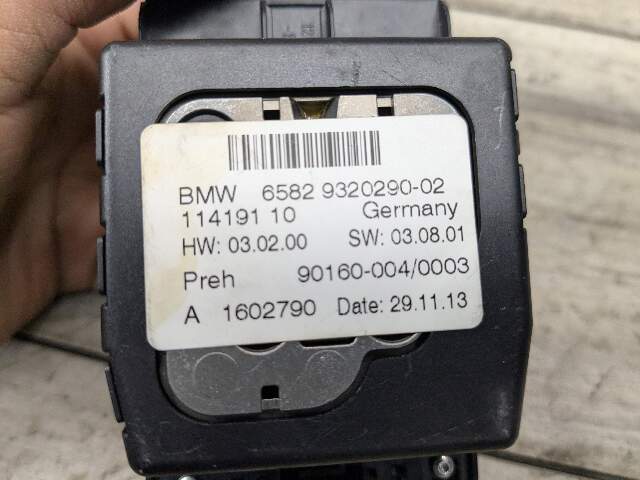 BMW 6582 9320290-02
114191 10 Germany
HW: 03.02.00 SW: 03.08.01
Preh 90160-004/0003
A 1602790 Date: 29.11.13